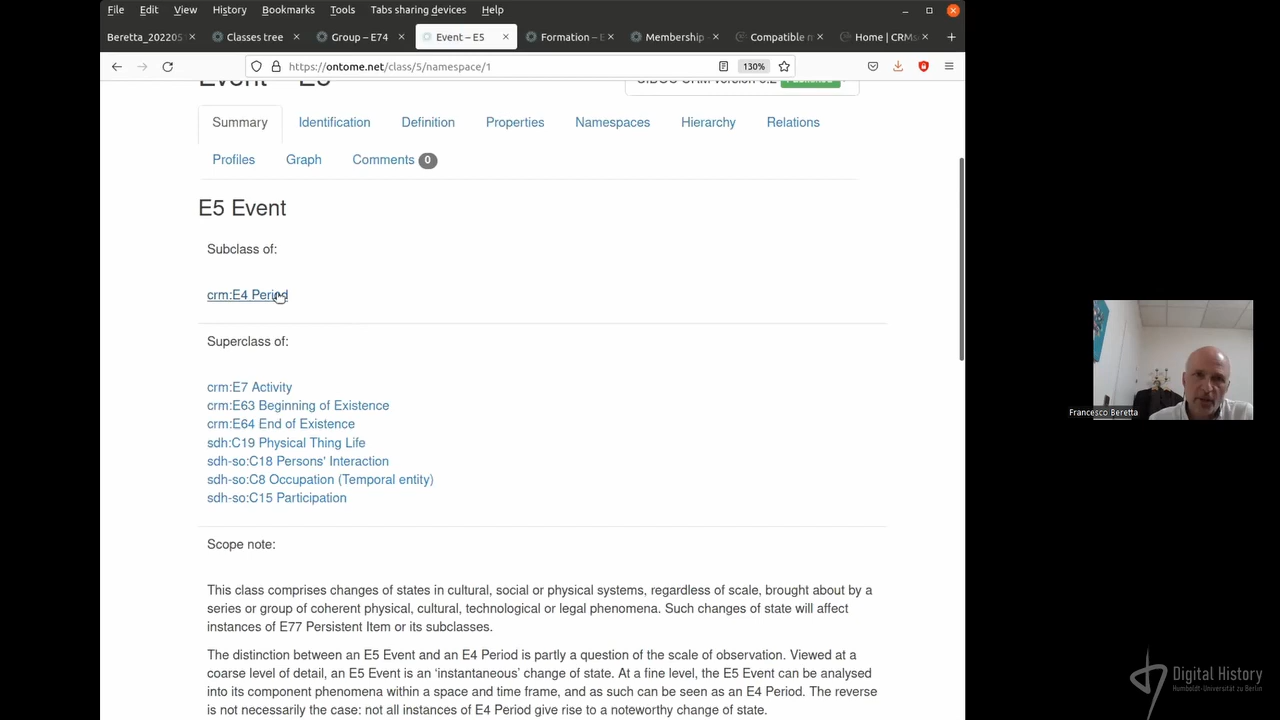 File Edit View History Bookmarks Tools Tabs sharing devices Help
Beretta_202205 Classes tree Group – E74 Event – E5 Formation – E Membership Compatible m Home | CRMs
https://ontome.net/class/5/namespace/1 130%
Event – E5
Summary Identification Definition Properties Namespaces Hierarchy Relations
Profiles Graph Comments 0
E5 Event
Subclass of:
crm:E4 Period
Superclass of:
crm:E7 Activity
crm:E63 Beginning of Existence
crm:E64 End of Existence
sdh:C19 Physical Thing Life
sdh-so:C18 Persons' Interaction
sdh-so:C8 Occupation (Temporal entity)
sdh-so:C15 Participation
Scope note:
This class comprises changes of states in cultural, social or physical systems, regardless of scale, brought about by a
series or group of coherent physical, cultural, technological or legal phenomena. Such changes of state will affect
instances of E77 Persistent Item or its subclasses.
The distinction between an E5 Event and an E4 Period is partly a question of the scale of observation. Viewed at a
coarse level of detail, an E5 Event is an ‘instantaneous’ change of state. At a fine level, the E5 Event can be analysed
into its component phenomena within a space and time frame, and as such can be seen as an E4 Period. The reverse
is not necessarily the case: not all instances of E4 Period give rise to a noteworthy change of state.
Francesco Beretta
Digital History
Humboldt-Universität zu Berlin